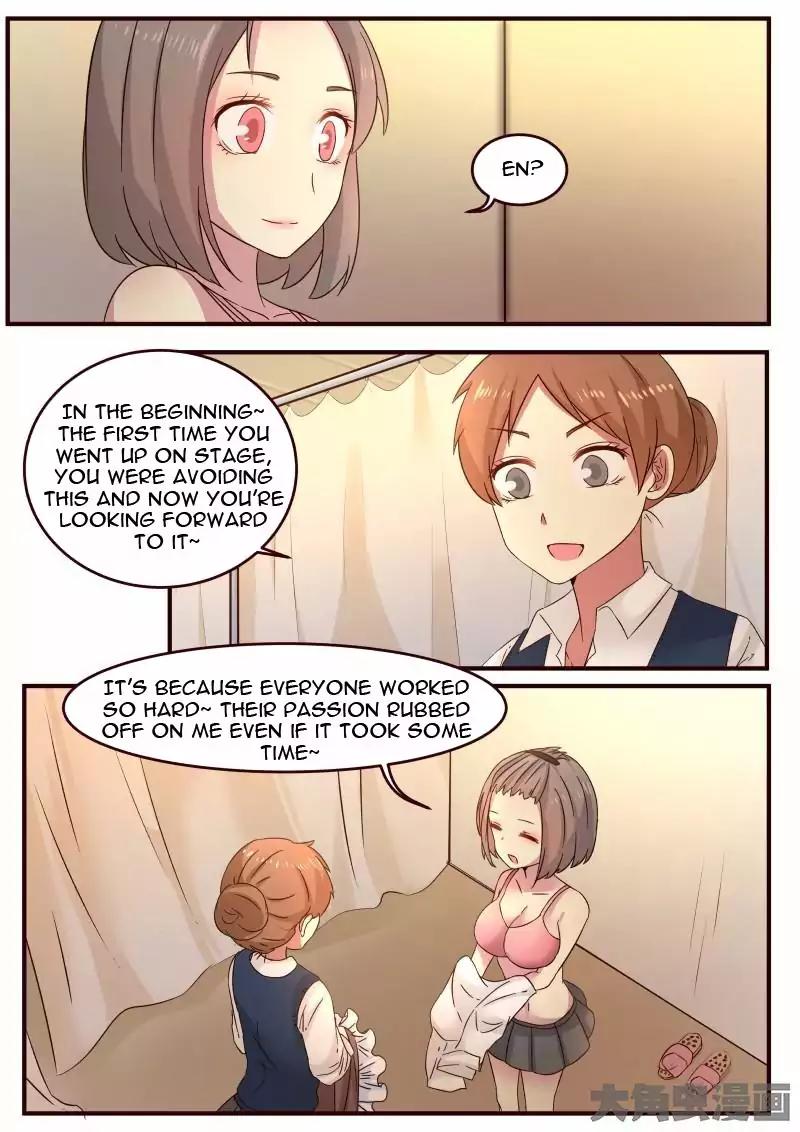 EN?
IN THE BEGINNING~
THE FIRST TIME YOU
WENT UP ON STAGE,
YOU WERE AVOIDING
THIS AND NOW YOU'RE
LOOKING FORWARD
TO IT~
IT'S BECAUSE EVERYONE WORKED
SO HARD~ THEIR PASSION RUBBED
OFF ON ME EVEN IF IT TOOK SOME
TIME~
大角虫漫画